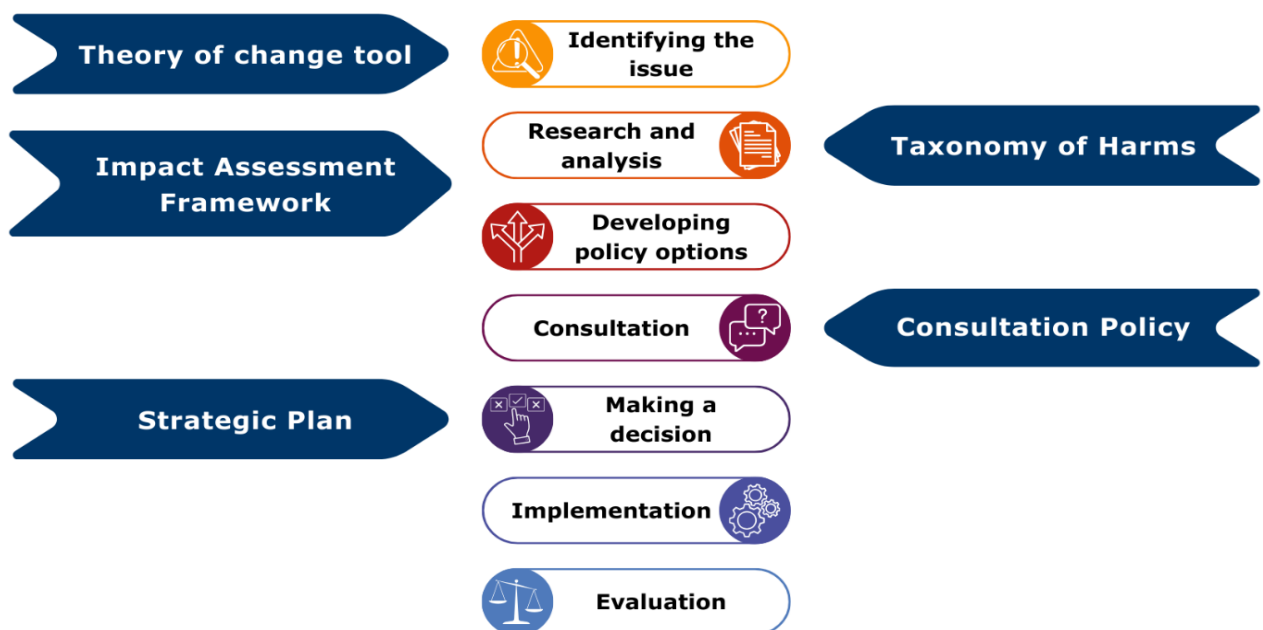 Theory of change tool
Identifying the
issue
Research and
analysis
Taxonomy of Harms
Impact Assessment
Framework
Developing
policy options
Consultation
Consultation Policy
Strategic Plan
Making a
decision
Implementation
Evaluation